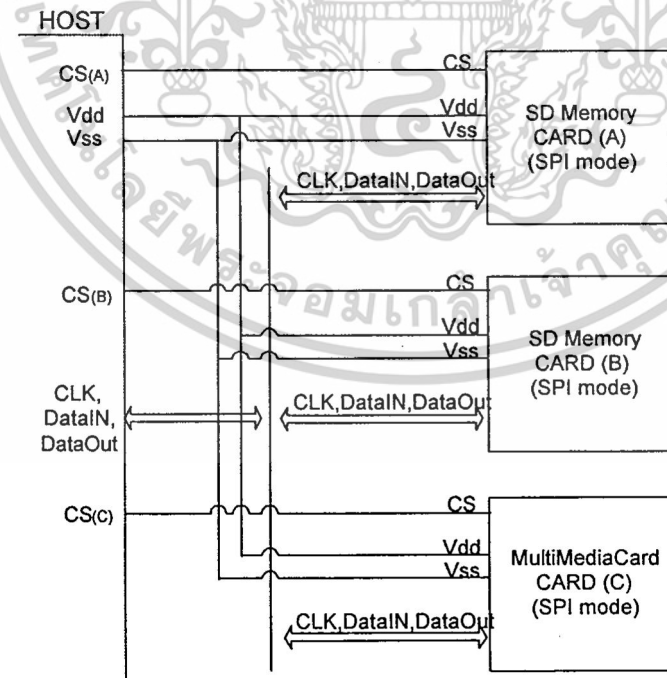 HOST
CS(A)
CS
Vdd
Vdd
Vss
Vss
SD Memory
CARD (A)
(SPI mode)
CLK,DataIN,DataOut
CS(B)
CS
Vdd
Vss
SD Memory
CARD (B)
(SPI mode)
CLK,
DataIN,
DataOut
CLK,DataIN,DataOut
CS(C)
CS
Vdd
Vss
MultiMediaCard
CARD (C)
(SPI mode)
CLK,DataIN,DataOut